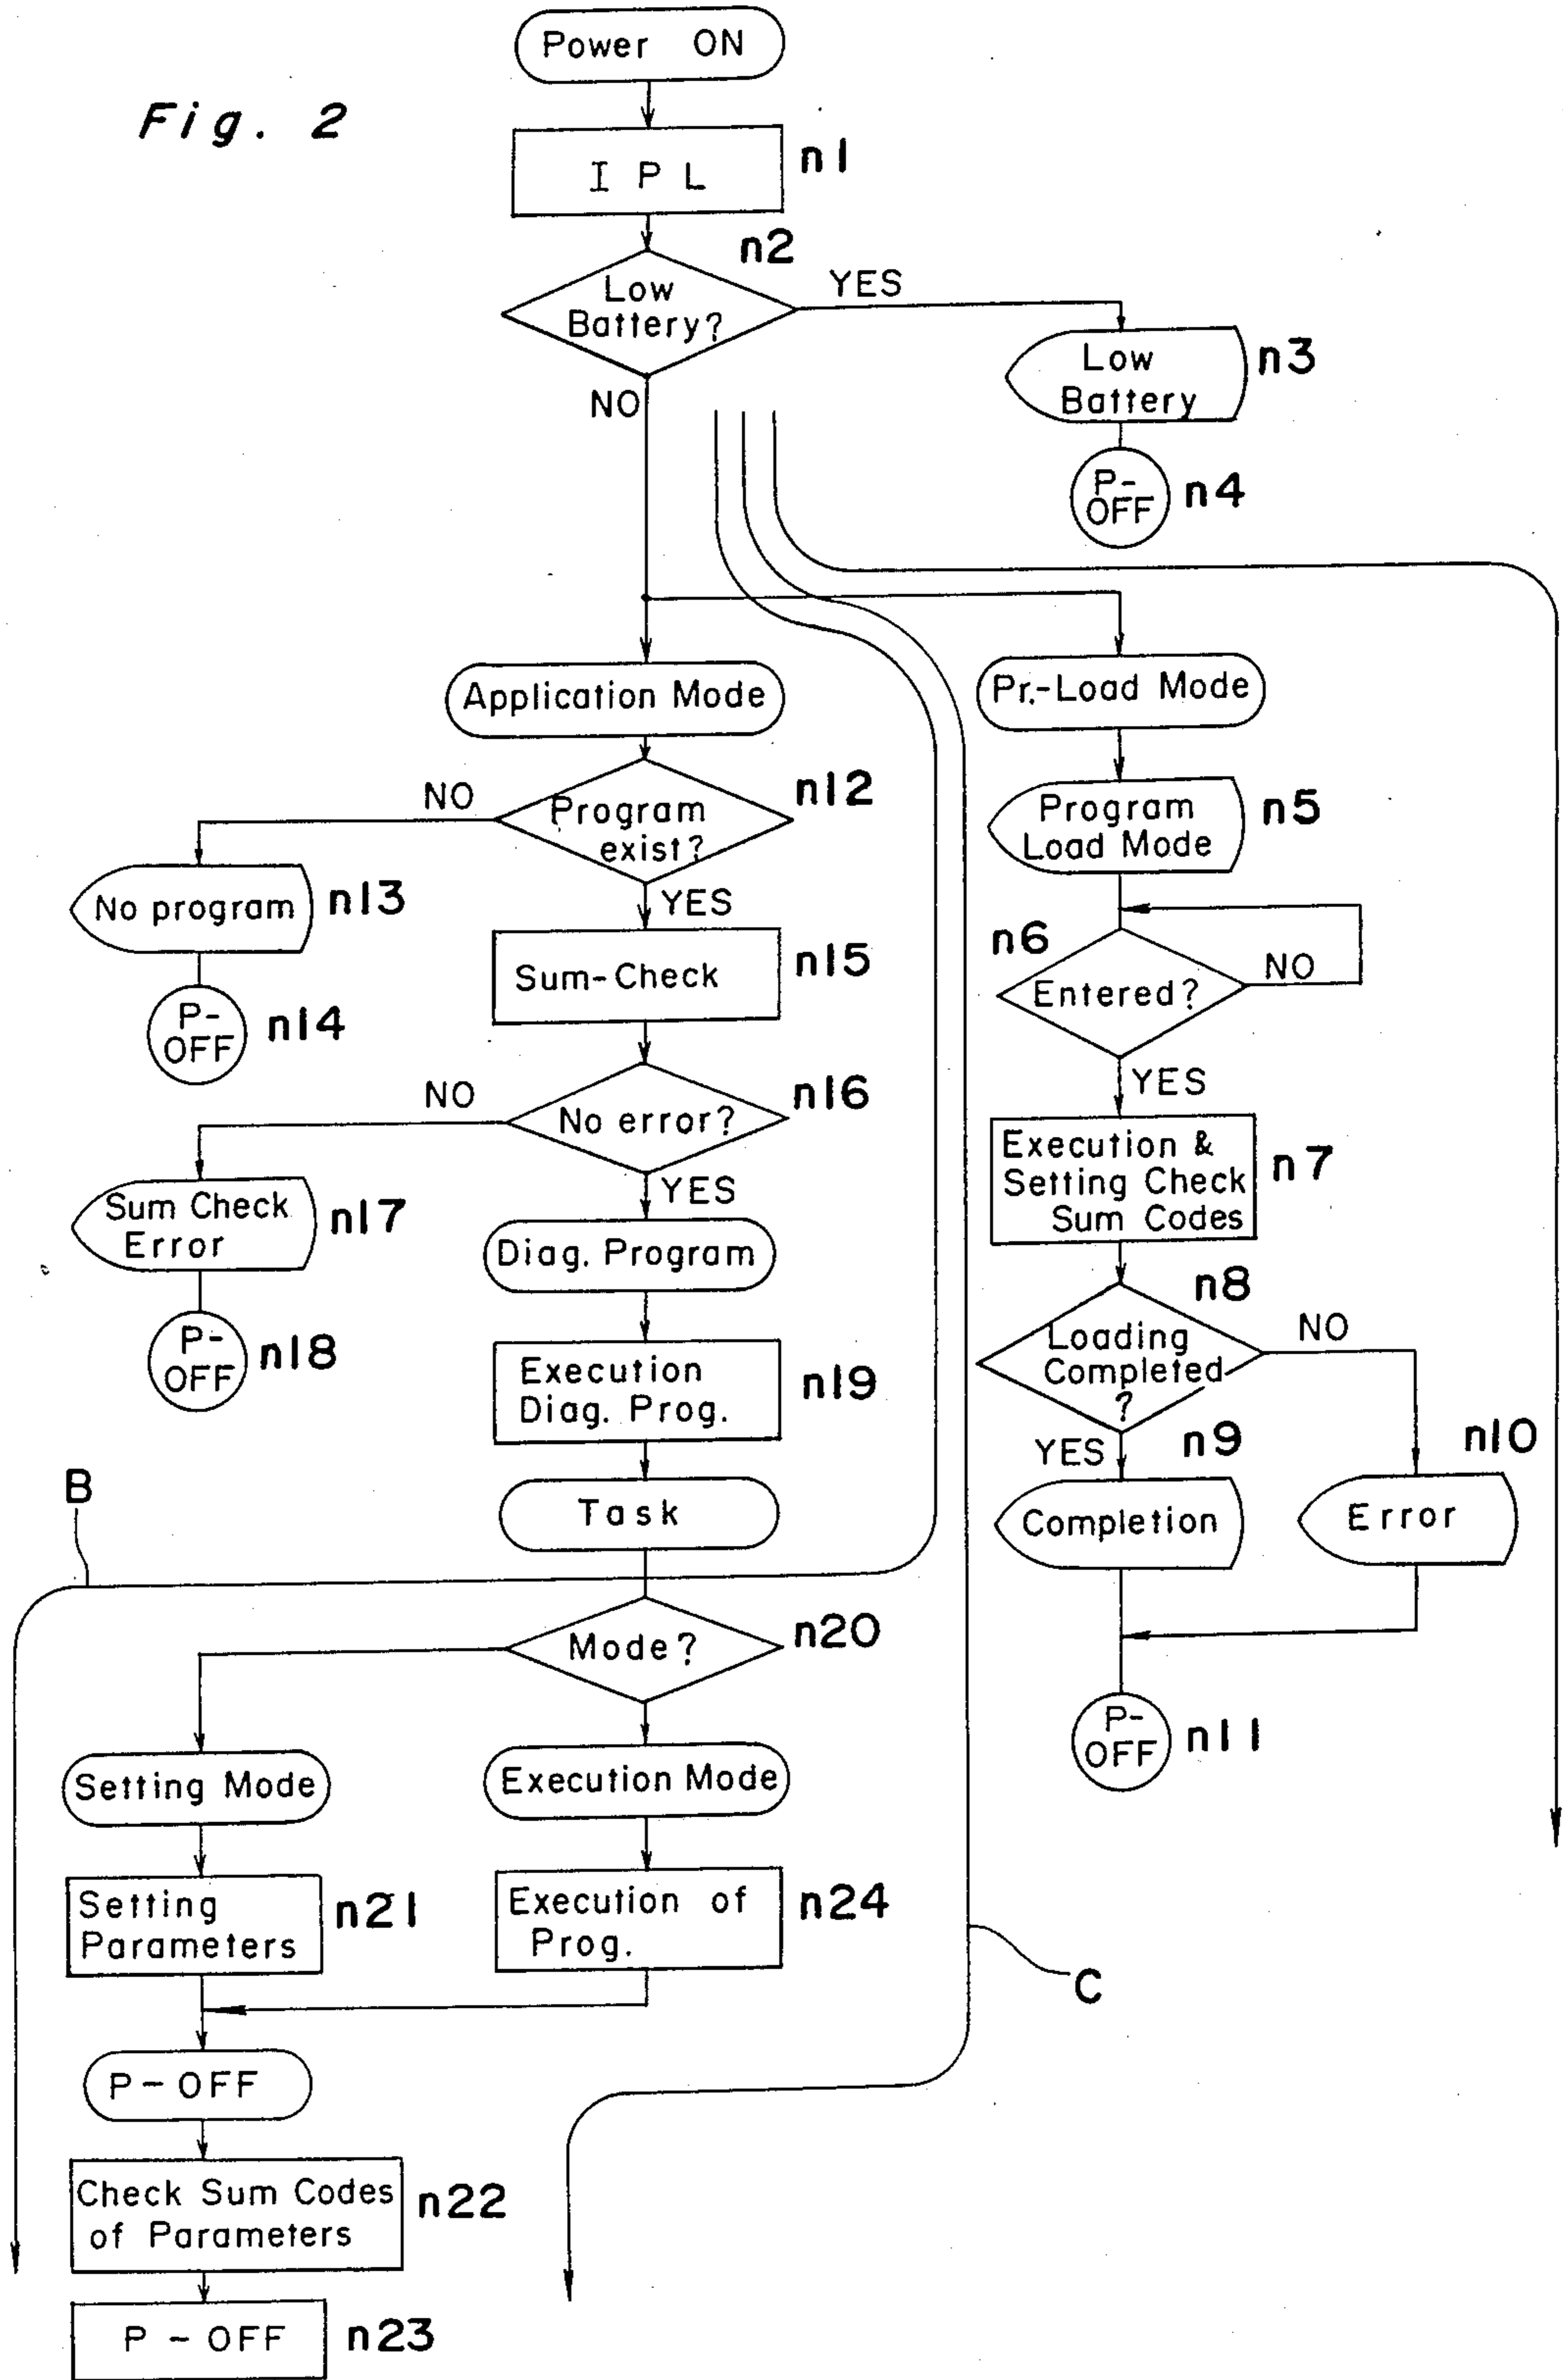 Fig. 2
Power ON
I P L
n1
n2
Low
Battery?
YES
NO
Low
Battery
n3
P-
OFF
n4
Application Mode
Pr.-Load Mode
Program
exist?
n12
NO
YES
No program
n13
P-
OFF
n14
Program
Load Mode
n5
n6
Entered?
NO
YES
Sum-Check
n15
No error?
n16
NO
YES
Sum Check
Error
n17
P-
OFF
n18
Execution &
Setting Check
Sum Codes
n7
Diag. Program
n8
Loading
Completed
?
NO
YES
n9
n10
Completion
Error
P-
OFF
n11
Execution
Diag. Prog.
n19
Task
B
Mode?
n20
Setting Mode
Execution Mode
Setting
Parameters
n21
Execution of
Prog.
n24
C
P-OFF
Check Sum Codes
of Parameters
n22
P-OFF
n23